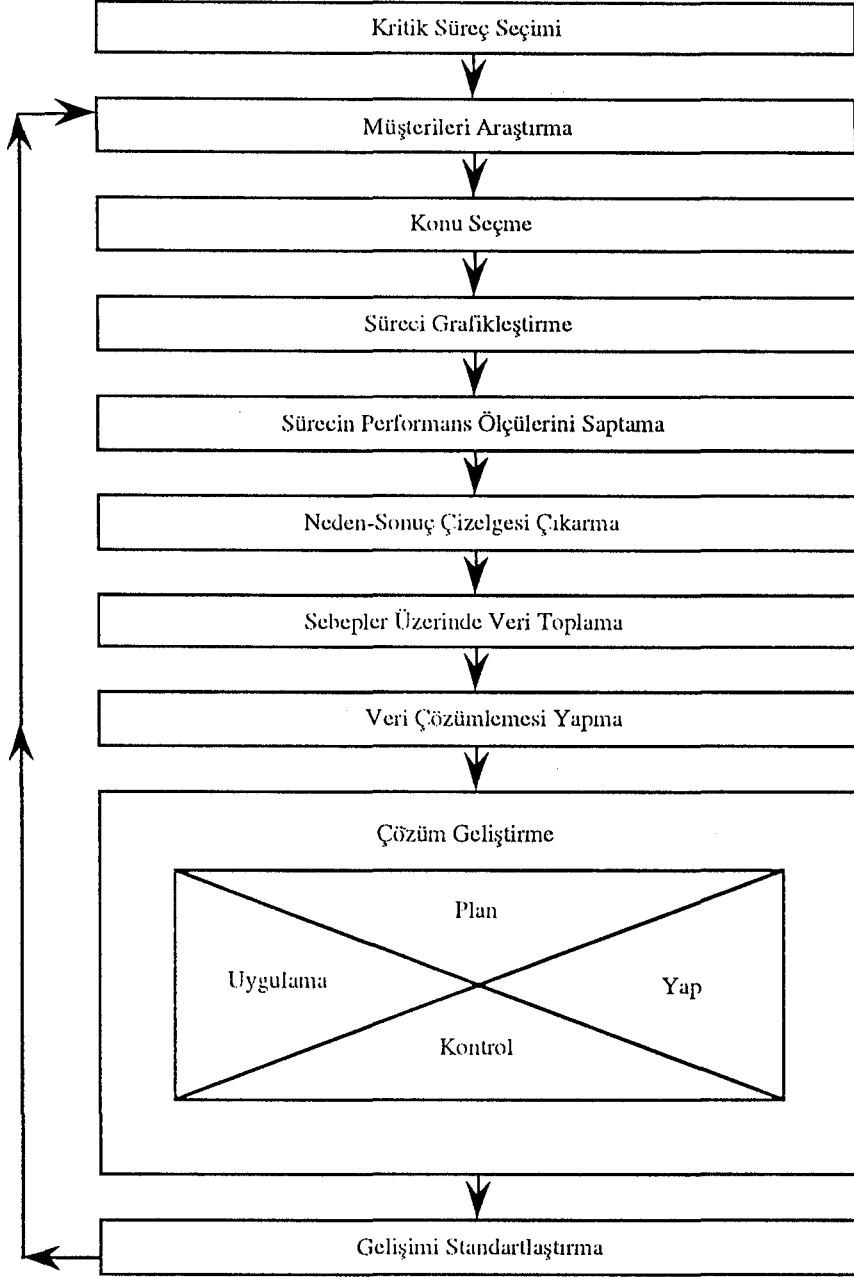 Kritik Süreç Seçimi
Müşterileri Araştırma
Konu Seçme
Süreci Grafikleştirme
Sürecin Performans Ölçülerini Saptama
Neden-Sonuç Çizelgesi Çıkarma
Sebepler Üzerinde Veri Toplama
Veri Çözümlemesi Yapma
Çözüm Geliştirme
Plan
Uygulama
Yap
Kontrol
Gelişimi Standartlaştırma